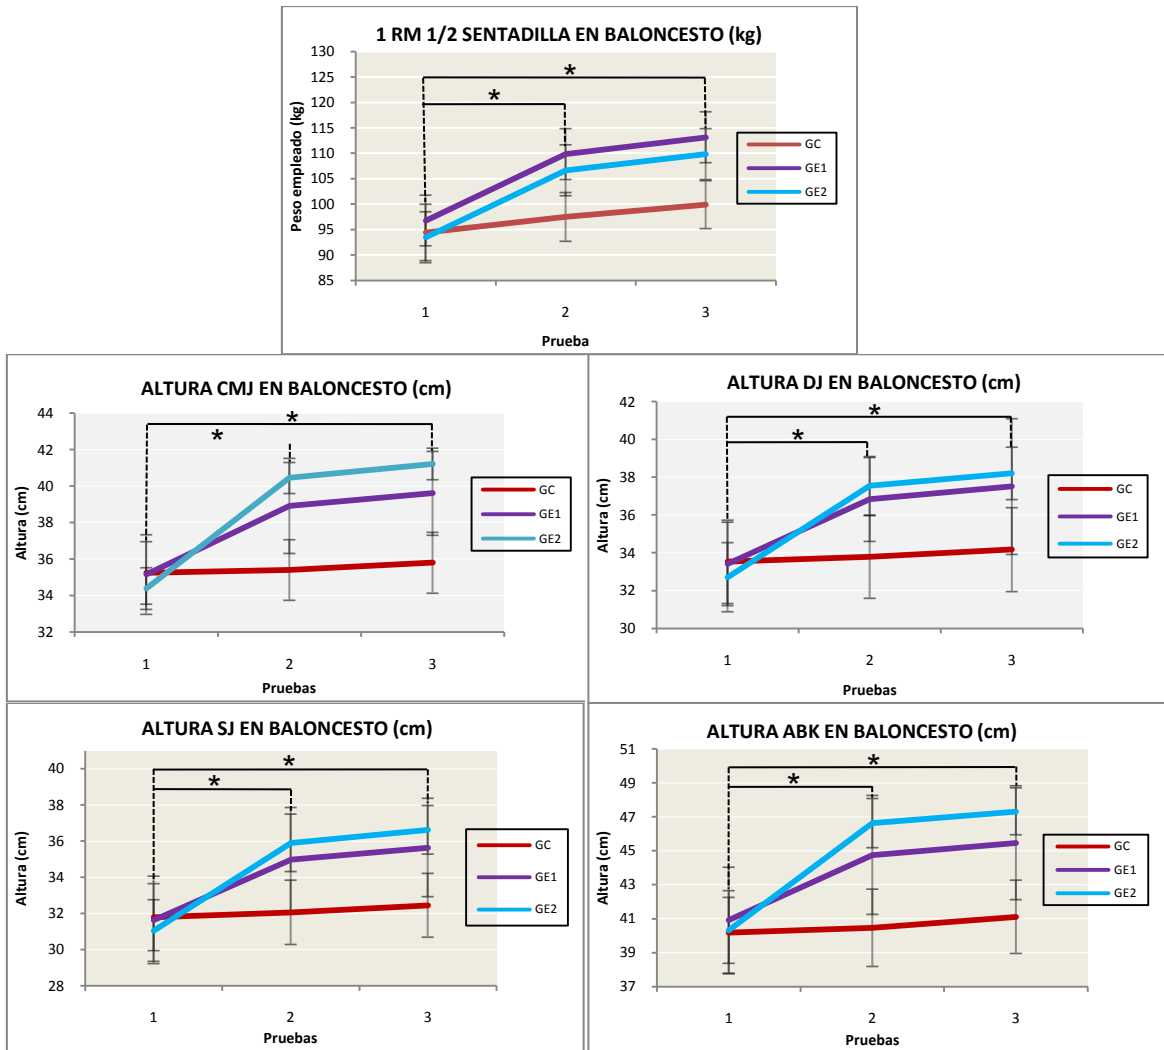 1 RM 1/2 SENTADILLA EN BALONCESTO (kg)
Peso empleado (kg)
130
125
120
115
110
105
100
95
90
85
*
*
1 2 3
Prueba
GC
GE1
GE2
ALTURA CMJ EN BALONCESTO (cm)
Altura (cm)
44
42
40
38
36
34
32
*
*
1 2 3
Pruebas
GC
GE1
GE2
ALTURA DJ EN BALONCESTO (cm)
Altura (cm)
42
40
38
36
34
32
30
*
*
1 2 3
Pruebas
GC
GE1
GE2
ALTURA SJ EN BALONCESTO (cm)
Altura (cm)
40
38
36
34
32
30
28
*
*
1 2 3
Pruebas
GC
GE1
GE2
ALTURA ABK EN BALONCESTO (cm)
Altura (cm)
51
49
47
45
43
41
39
37
*
*
1 2 3
Pruebas
GC
GE1
GE2